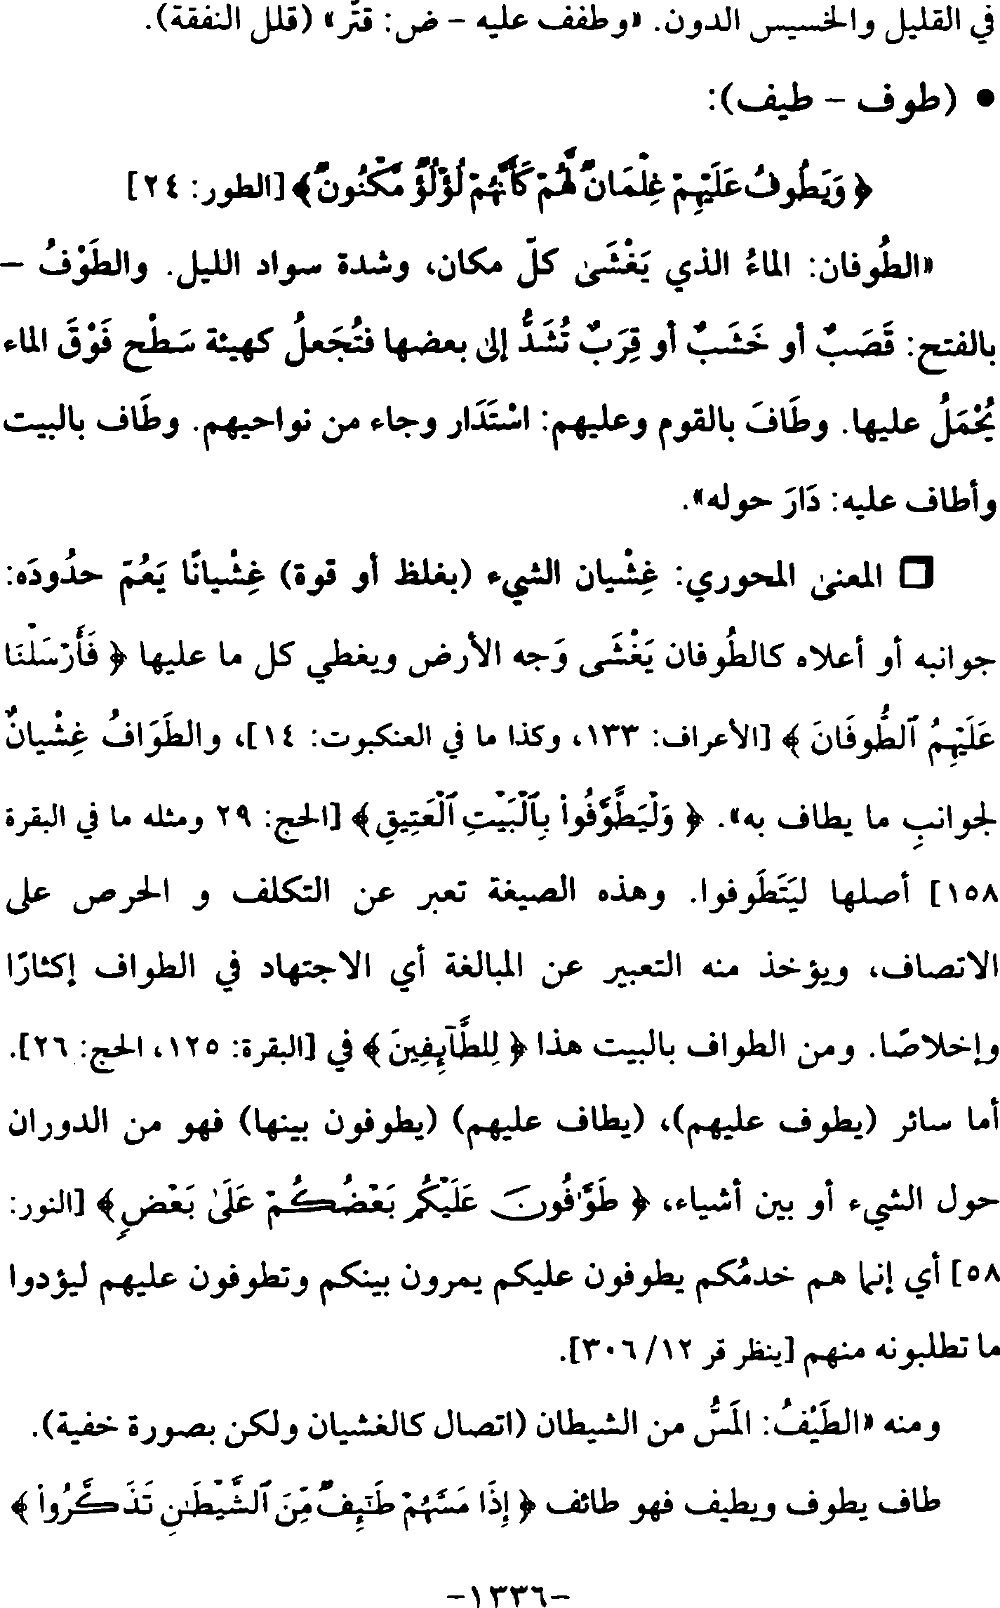 في القليل والخسيس الدون. «وطفف عليه – ض: قتّر» (قلل النفقة).
● (طوف – طيف):
﴿ وَيَطُوفُ عَلَيْهِمْ غِلْمَانٌ لَّهُمْ كَأَنَّهُمْ لُؤْلُؤٌ مَّكْنُونٌ ﴾ [الطور: ٢٤]
«الطُوفان: الماءُ الذي يَغْشَىٰ كلّ مكان، وشدة سواد الليل. والطَوْفُ –
بالفتح: قَصَبٌ أو خَشَبٌ أو قِرَبٌ تُشَدُّ إلى بعضها فتُجَعلُ كهيئة سَطْح فَوْقَ الماء
يُحْمَلُ عليها. وطَافَ بالقوم وعليهم: اسْتَدَار وجاء من نواحيهم. وطَاف بالبيت
وأطاف عليه: دَارَ حوله».
❑ المعنى المحوري: غِشْيان الشيء (بغلظ أو قوة) غِشْيانًا يَعُمّ حدُودَه:
جوانبه أو أعلاه كالطُوفان يَغْشَى وَجه الأرض ويغطي كل ما عليها ﴿ فَأَرْسَلْنَا
عَلَيْهِمُ ٱلطُّوفَانَ ﴾ [الأعراف: ١٣٣، وكذا ما في العنكبوت: ١٤]، والطَوَافُ غِشْيانٌ
لجوانبِ ما يطاف به». ﴿ وَلْيَطَّوَّفُوا۟ بِٱلْبَيْتِ ٱلْعَتِيقِ ﴾ [الحج: ٢٩ ومثله ما في البقرة
١٥٨] أصلها ليَتَطَوفوا. وهذه الصيغة تعبر عن التكلف و الحرص على
الاتصاف، ويؤخذ منه التعبير عن المبالغة أي الاجتهاد في الطواف إكثارًا
وإخلاصًا. ومن الطواف بالبيت هذا ﴿ لِلطَّآئِفِينَ ﴾ في [البقرة: ١٢٥، الحج: ٢٦].
أما سائر (يطوف عليهم)، (يطاف عليهم) (يطوفون بينها) فهو من الدوران
حول الشيء أو بين أشياء، ﴿ طَوَّٰفُونَ عَلَيْكُم بَعْضُكُمْ عَلَىٰ بَعْضٍ ﴾ [النور:
٥٨] أي إنما هم خدمُكم يطوفون عليكم يمرون بينكم وتطوفون عليهم ليؤدوا
ما تطلبونه منهم [ينظر قر ١٢/ ٣٠٦].
ومنه «الطَيْفُ: المَسُّ من الشيطان (اتصال كالغشيان ولكن بصورة خفية).
طاف يطوف ويطيف فهو طائف ﴿ إِذَا مَسَّهُمْ طَٰٓئِفٌ مِّنَ ٱلشَّيْطَٰنِ تَذَكَّرُوا۟ ﴾
–١٣٣٦–